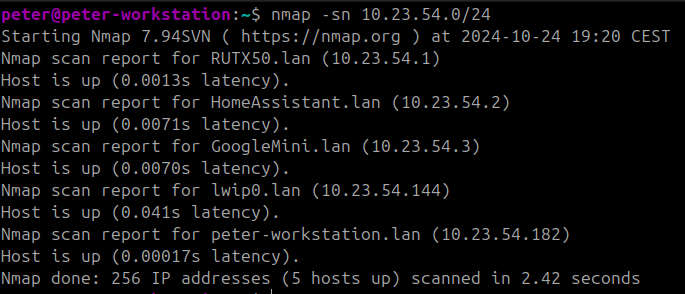 peter@peter-workstation:~$ nmap -sn 10.23.54.0/24
Starting Nmap 7.94SVN ( https://nmap.org ) at 2024-10-24 19:20 CEST
Nmap scan report for RUTX50.lan (10.23.54.1)
Host is up (0.0013s latency).
Nmap scan report for HomeAssistant.lan (10.23.54.2)
Host is up (0.0071s latency).
Nmap scan report for GoogleMini.lan (10.23.54.3)
Host is up (0.0070s latency).
Nmap scan report for lwip0.lan (10.23.54.144)
Host is up (0.041s latency).
Nmap scan report for peter-workstation.lan (10.23.54.182)
Host is up (0.00017s latency).
Nmap done: 256 IP addresses (5 hosts up) scanned in 2.42 seconds